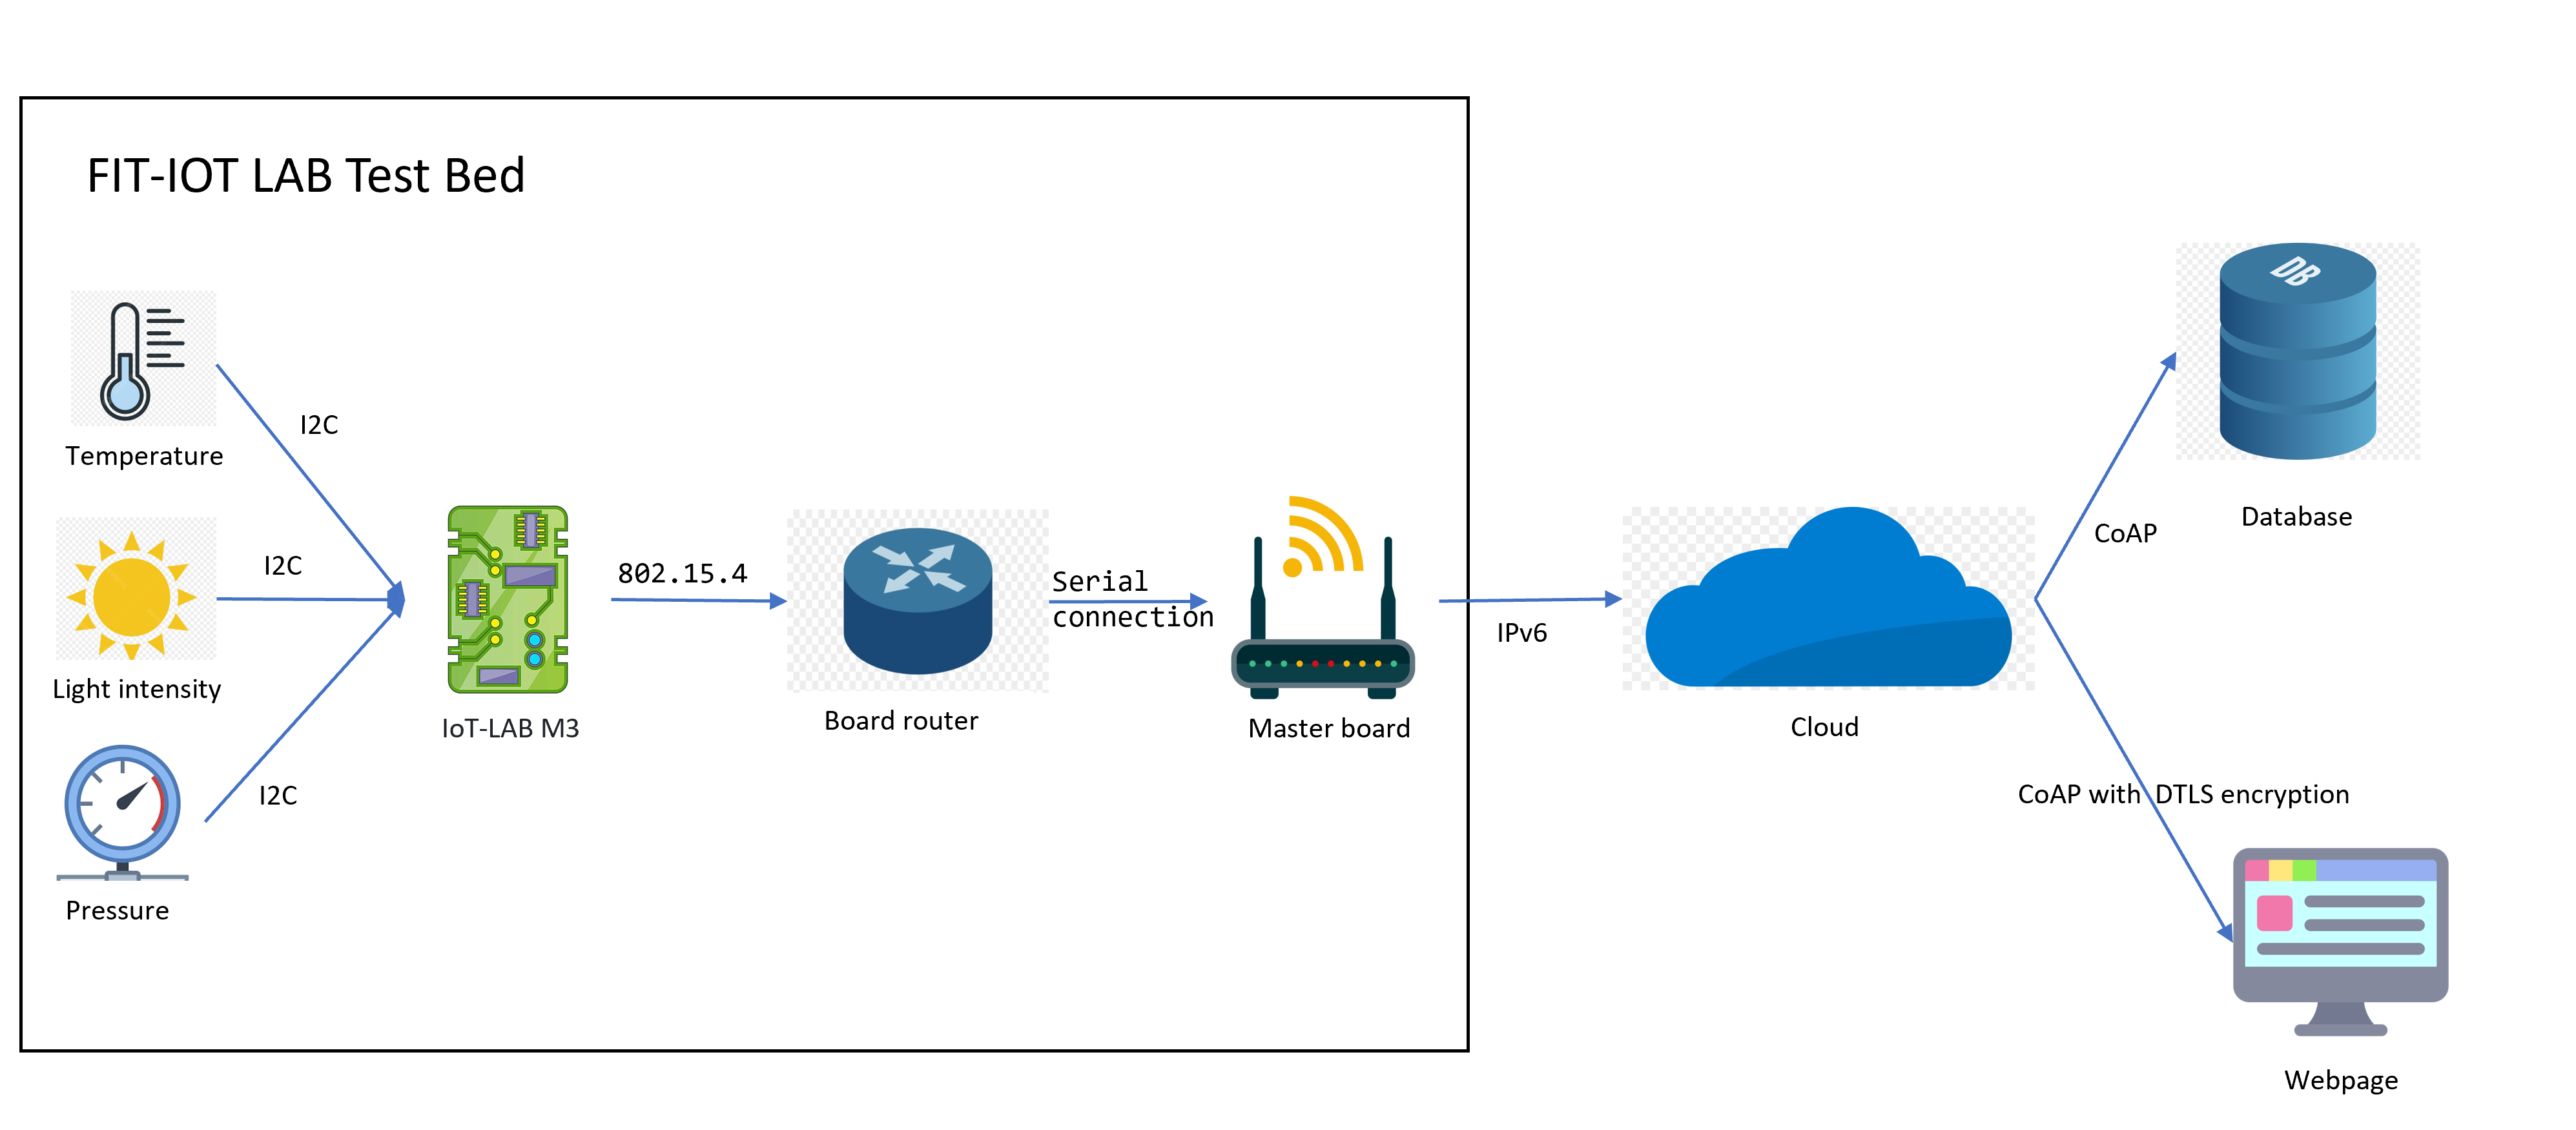 FIT-IOT LAB Test Bed
Temperature
I2C
Light intensity
I2C
Pressure
I2C
IoT-LAB M3
802.15.4
Board router
Serial
connection
Master board
IPv6
Cloud
CoAP
DB
Database
CoAP with DTLS encryption
Webpage